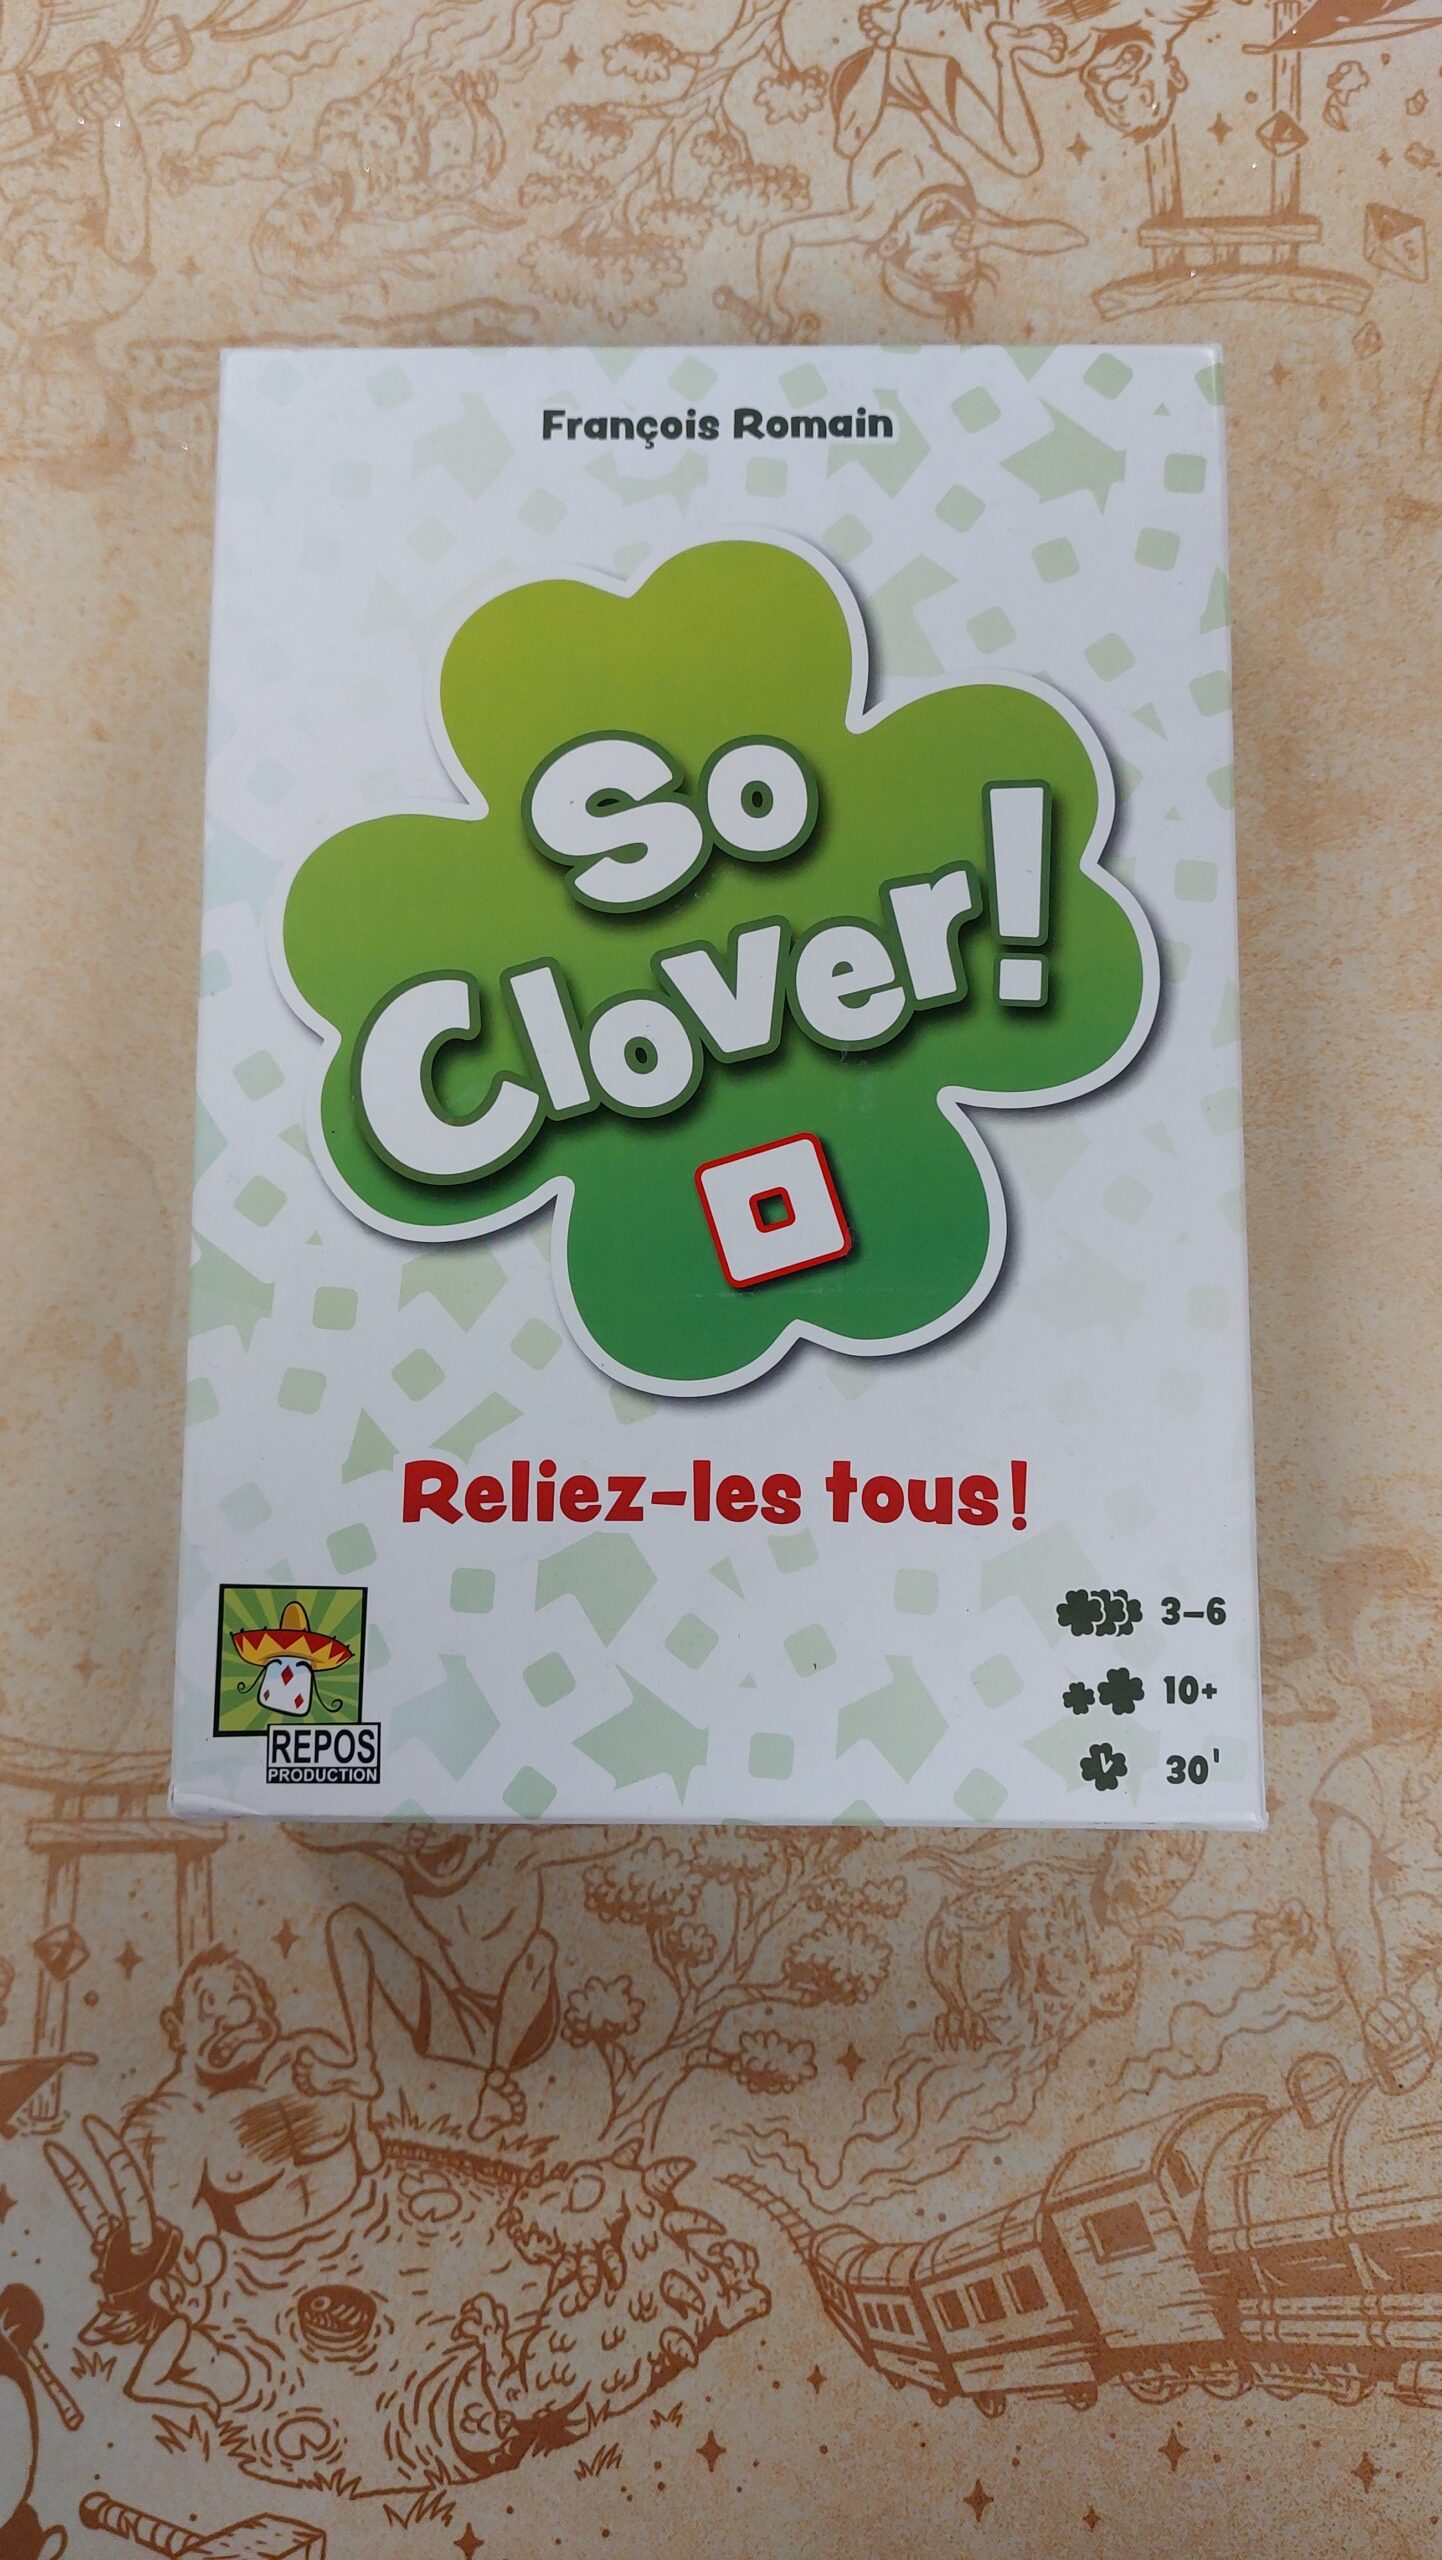 François Romain
So
Clover!
Reliez-les tous!
3-6
10+
30'
REPOS
PRODUCTION